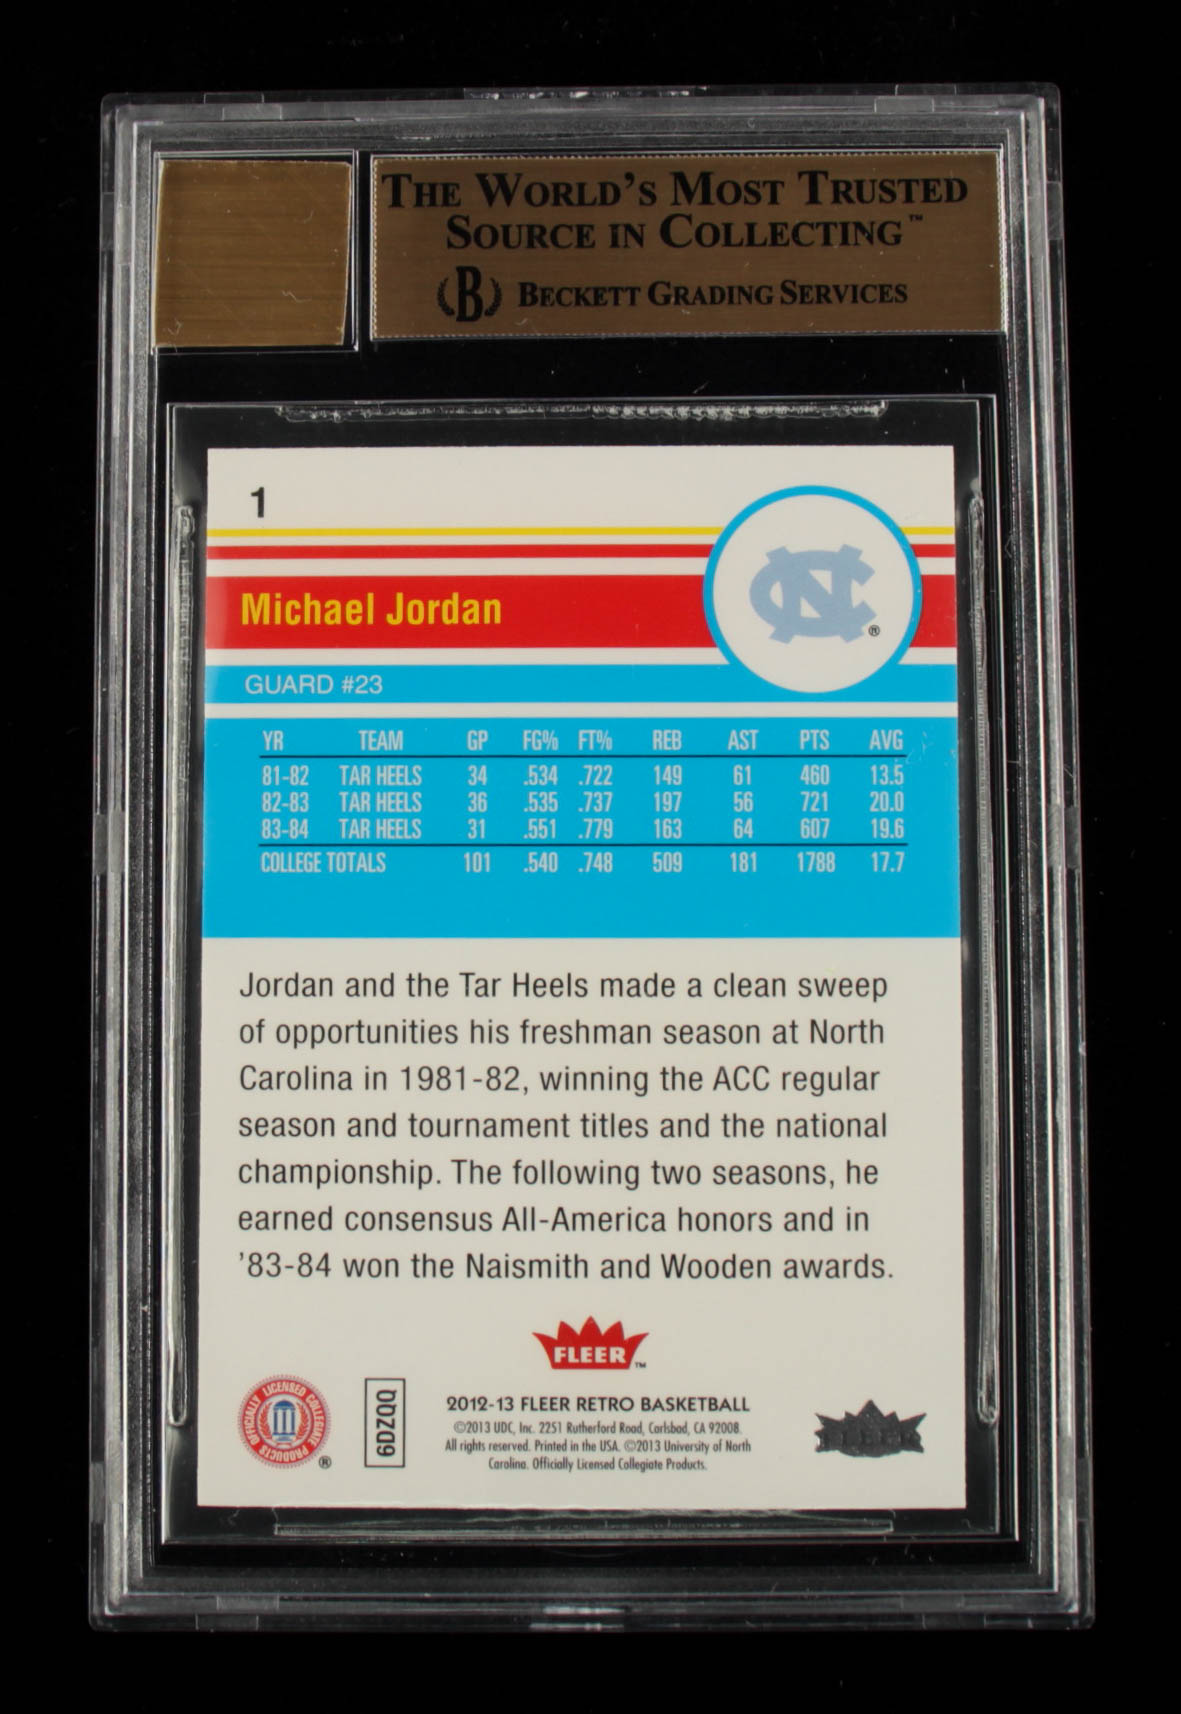 THE WORLD'S MOST TRUSTED
SOURCE IN COLLECTING™
B BECKETT GRADING SERVICES
1
NC ®
Michael Jordan
GUARD #23
YR TEAM GP FG% FT% REB AST PTS AVG
81-82 TAR HEELS 34 .534 .722 149 61 460 13.5
82-83 TAR HEELS 36 .535 .737 197 56 721 20.0
83-84 TAR HEELS 31 .551 .779 163 64 607 19.6
COLLEGE TOTALS 101 .540 .748 509 181 1788 17.7
Jordan and the Tar Heels made a clean sweep
of opportunities his freshman season at North
Carolina in 1981-82, winning the ACC regular
season and tournament titles and the national
championship. The following two seasons, he
earned consensus All-America honors and in
'83-84 won the Naismith and Wooden awards.
FLEER™
OFFICIALLY LICENSED COLLEGIATE PRODUCTS ®
6DZQQ
2012-13 FLEER RETRO BASKETBALL
©2013 UDC, Inc. 2251 Rutherford Road, Carlsbad, CA 92008.
All rights reserved. Printed in the USA. ©2013 University of North
Carolina. Officially Licensed Collegiate Products.
FLEER